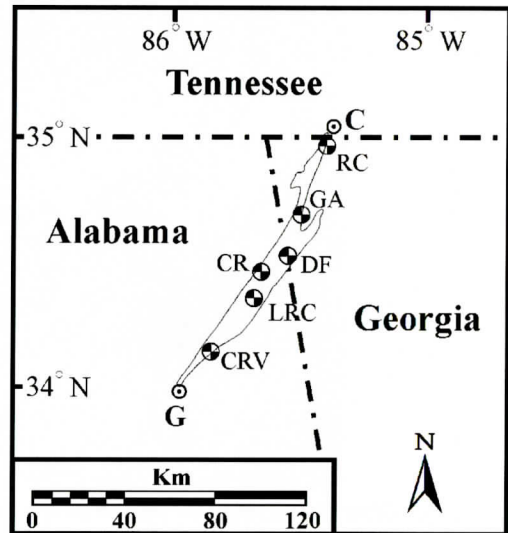 86° W
85° W
Tennessee
C
35° N
RC
GA
Alabama
CR
DF
LRC
Georgia
CRV
34° N
G
N
Km
0 40 80 120